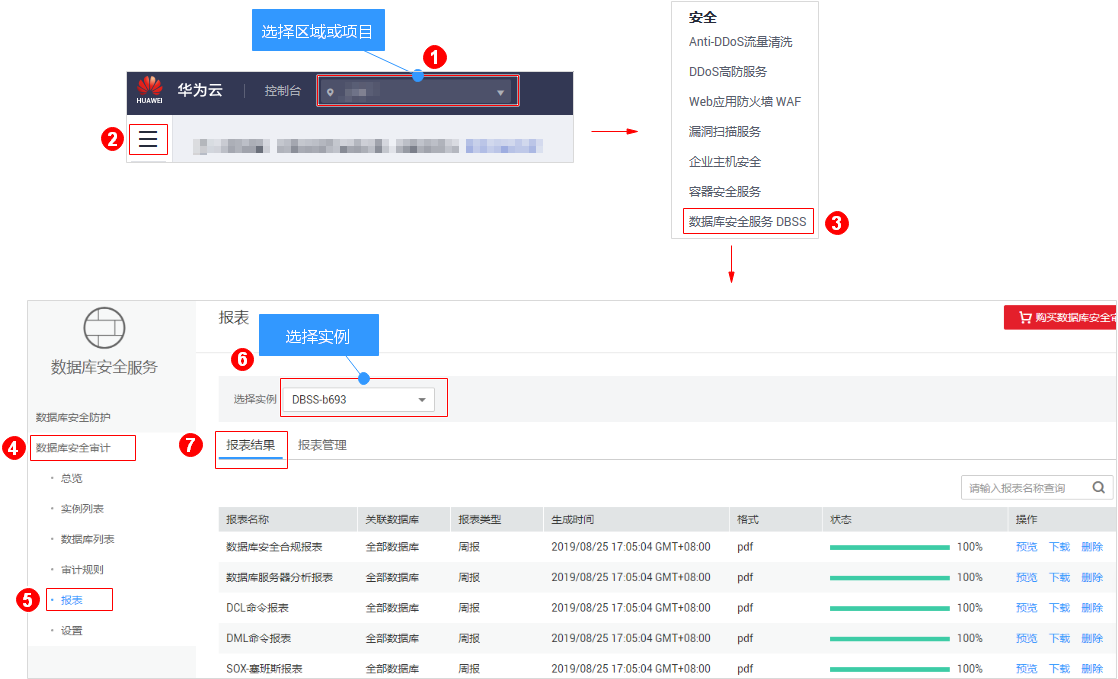 选择区域或项目
1
HUAWEI
华为云
控制台
2
安全
Anti-DDoS流量清洗
DDoS高防服务
Web应用防火墙 WAF
漏洞扫描服务
企业主机安全
容器安全服务
数据库安全服务 DBSS
3
数据库安全服务
数据库安全防护
4
数据库安全审计
· 总览
· 实例列表
· 数据库列表
· 审计规则
5
· 报表
· 设置
报表
购买数据库安全审
选择实例
6
选择实例 DBSS-b693
7
报表结果 报表管理
请输入报表名称查询
报表名称 关联数据库 报表类型 生成时间 格式 状态 操作
数据库安全合规报表 全部数据库 周报 2019/08/25 17:05:04 GMT+08:00 pdf 100% 预览 下载 删除
数据库服务器分析报表 全部数据库 周报 2019/08/25 17:05:04 GMT+08:00 pdf 100% 预览 下载 删除
DCL命令报表 全部数据库 周报 2019/08/25 17:05:04 GMT+08:00 pdf 100% 预览 下载 删除
DML命令报表 全部数据库 周报 2019/08/25 17:05:04 GMT+08:00 pdf 100% 预览 下载 删除
SOX-塞班斯报表 全部数据库 周报 2019/08/25 17:05:04 GMT+08:00 pdf 100% 预览 下载 删除